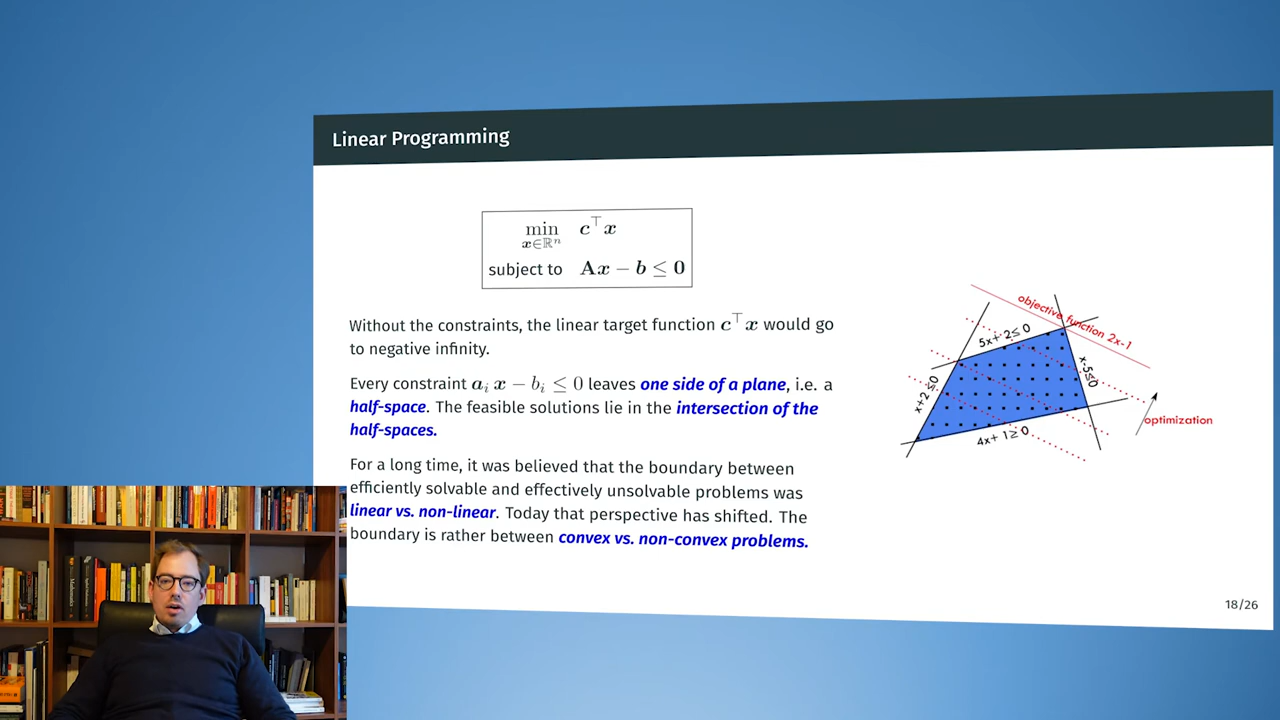 Linear Programming
min c⊤x
x∈ℝⁿ
subject to Ax − b ≤ 0
Without the constraints, the linear target function c⊤x would go
to negative infinity.
Every constraint aᵢ x − bᵢ ≤ 0 leaves one side of a plane, i.e. a
half-space. The feasible solutions lie in the intersection of the
half-spaces.
For a long time, it was believed that the boundary between
efficiently solvable and effectively unsolvable problems was
linear vs. non-linear. Today that perspective has shifted. The
boundary is rather between convex vs. non-convex problems.
objective function 2x-1
5x+ 2≤ 0
x-5≤0
x+2≤0
4x+ 1≥ 0
optimization
18/26
Mathematics